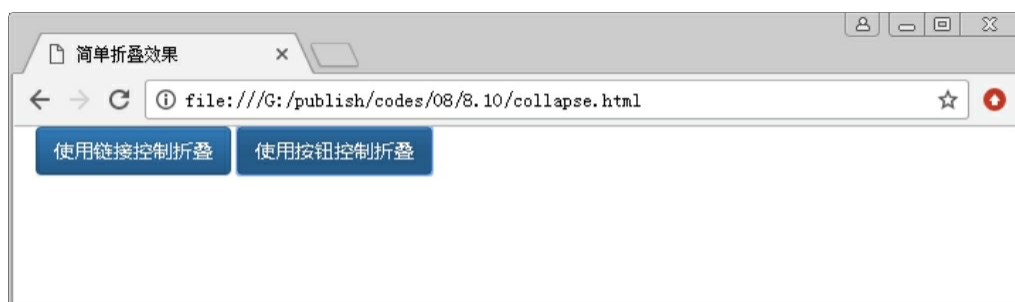 简单折叠效果
file:///G:/publish/codes/08/8.10/collapse.html
使用链接控制折叠 使用按钮控制折叠